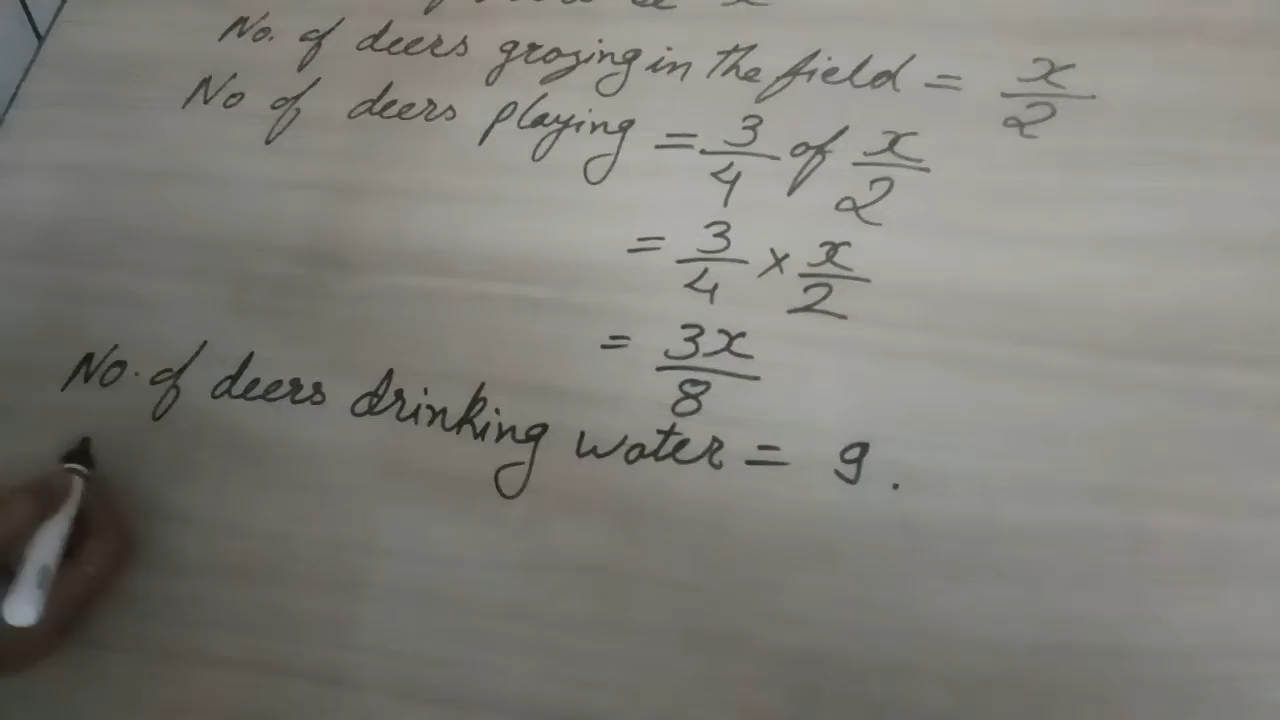 No. of deers grazing in the field = x/2
No of deers playing = 3/4 of x/2
= 3/4 × x/2
= 3x/8
No. of deers drinking water = 9.